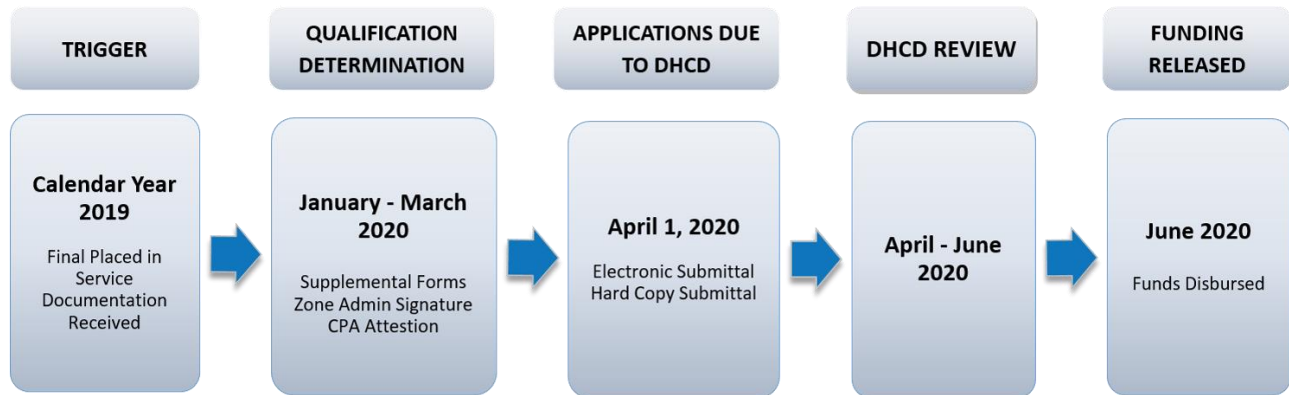 TRIGGER
QUALIFICATION
DETERMINATION
APPLICATIONS DUE
TO DHCD
DHCD REVIEW
FUNDING
RELEASED
Calendar Year
2019
Final Placed in
Service
Documentation
Received
January - March
2020
Supplemental Forms
Zone Admin Signature
CPA Attestion
April 1, 2020
Electronic Submittal
Hard Copy Submittal
April - June
2020
June 2020
Funds Disbursed